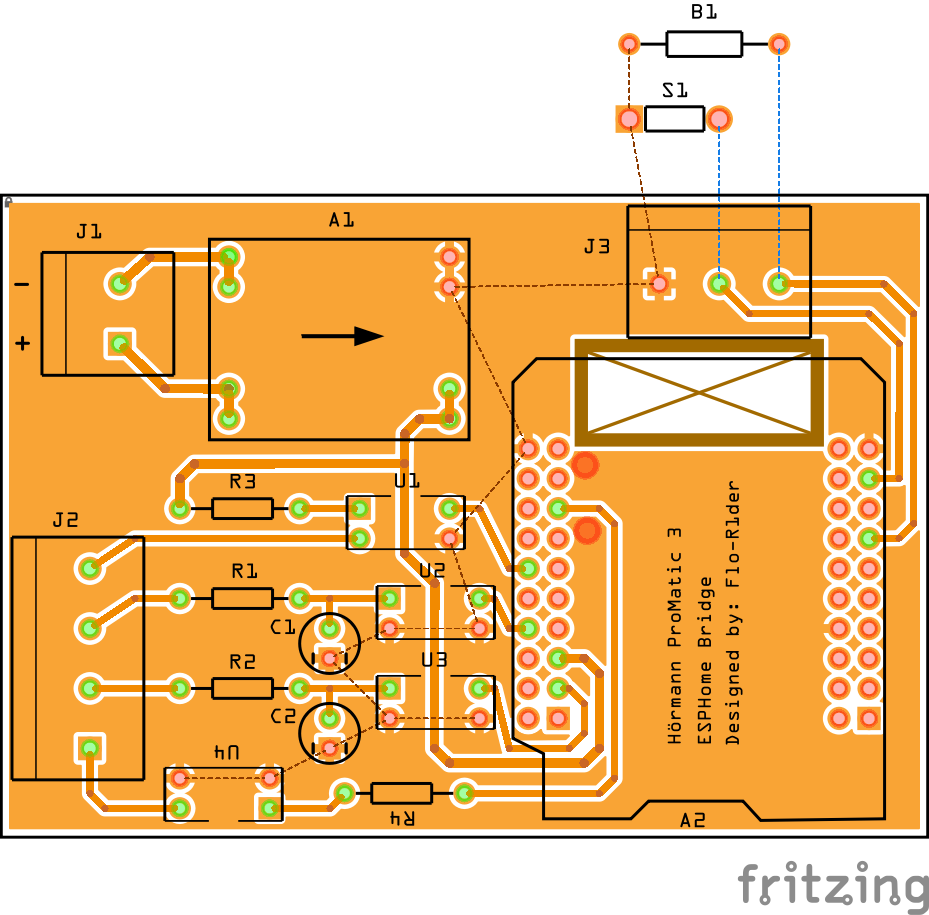 B1
S1
J1
A1
J3
-
+
R3
U1
J2
R1
U2
C1
R2
U3
C2
U4
R4
A2
Hörmann ProMatic 3
ESPHome Bridge
Designed by: Flo-R1der
fritzing